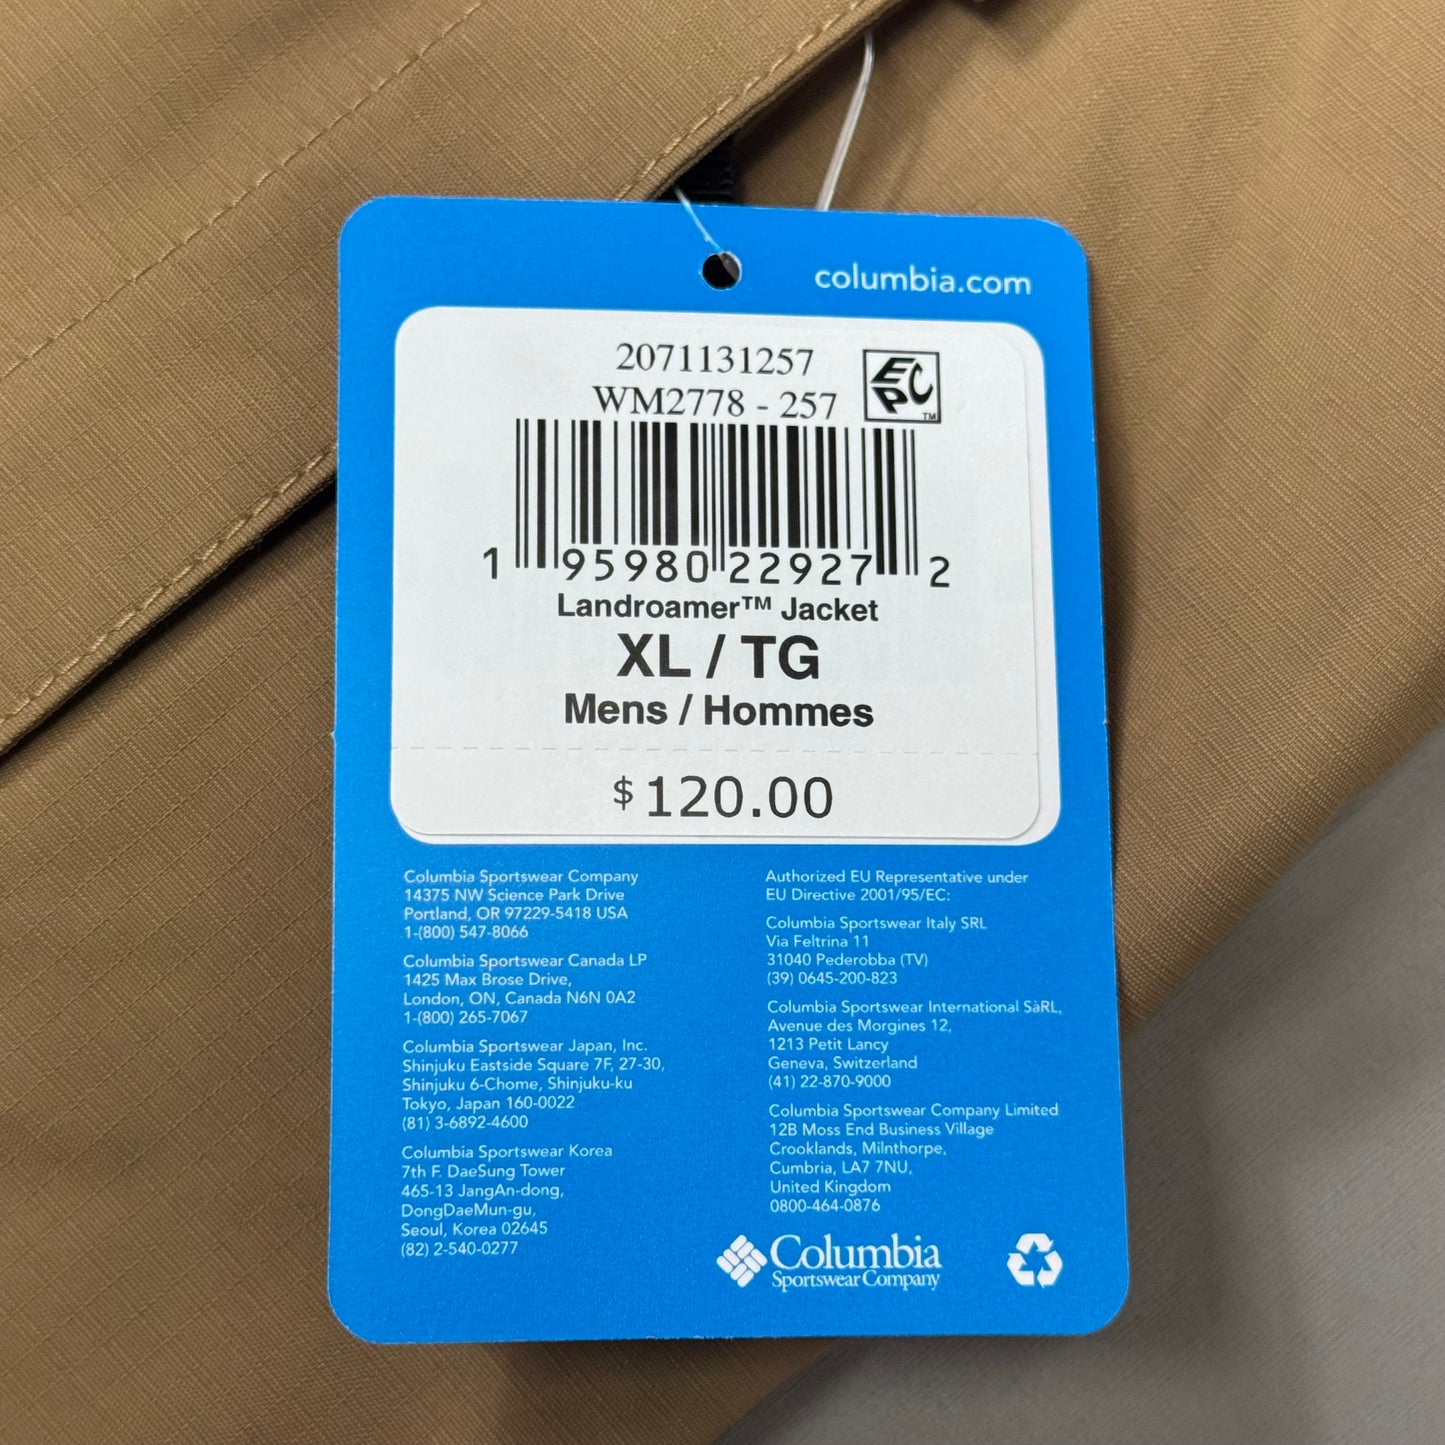 columbia.com
2071131257
WM2778 - 257
EPC™
1 95980 22927 2
Landroamer™ Jacket
XL / TG
Mens / Hommes
$120.00
Columbia Sportswear Company
14375 NW Science Park Drive
Portland, OR 97229-5418 USA
1-(800) 547-8066
Columbia Sportswear Canada LP
1425 Max Brose Drive,
London, ON, Canada N6N 0A2
1-(800) 265-7067
Columbia Sportswear Japan, Inc.
Shinjuku Eastside Square 7F, 27-30,
Shinjuku 6-Chome, Shinjuku-ku
Tokyo, Japan 160-0022
(81) 3-6892-4600
Columbia Sportswear Korea
7th F. DaeSung Tower
465-13 JangAn-dong,
DongDaeMun-gu,
Seoul, Korea 02645
(82) 2-540-0277
Authorized EU Representative under
EU Directive 2001/95/EC:
Columbia Sportswear Italy SRL
Via Feltrina 11
31040 Pederobba (TV)
(39) 0645-200-823
Columbia Sportswear International SàRL,
Avenue des Morgines 12,
1213 Petit Lancy
Geneva, Switzerland
(41) 22-870-9000
Columbia Sportswear Company Limited
12B Moss End Business Village
Crooklands, Milnthorpe,
Cumbria, LA7 7NU,
United Kingdom
0800-464-0876
Columbia
Sportswear Company